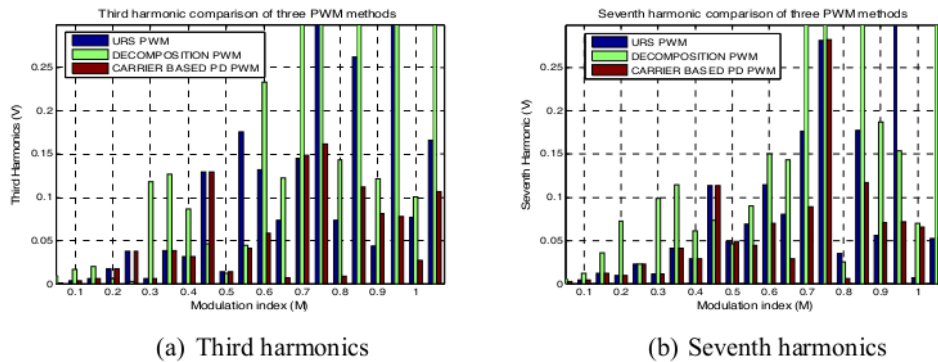 Third harmonic comparison of three PWM methods
URS PWM
DECOMPOSITION PWM
CARRIER BASED PD PWM
Third Harmonics (V)
0.25
0.2
0.15
0.1
0.05
0
0.1 0.2 0.3 0.4 0.5 0.6 0.7 0.8 0.9 1
Modulation index (M)
(a) Third harmonics
Seventh harmonic comparison of three PWM methods
URS PWM
DECOMPOSITION PWM
CARRIER BASED PD PWM
Seventh Harmonic (V)
0.25
0.2
0.15
0.1
0.05
0
0.1 0.2 0.3 0.4 0.5 0.6 0.7 0.8 0.9 1
Modulation index (M)
(b) Seventh harmonics